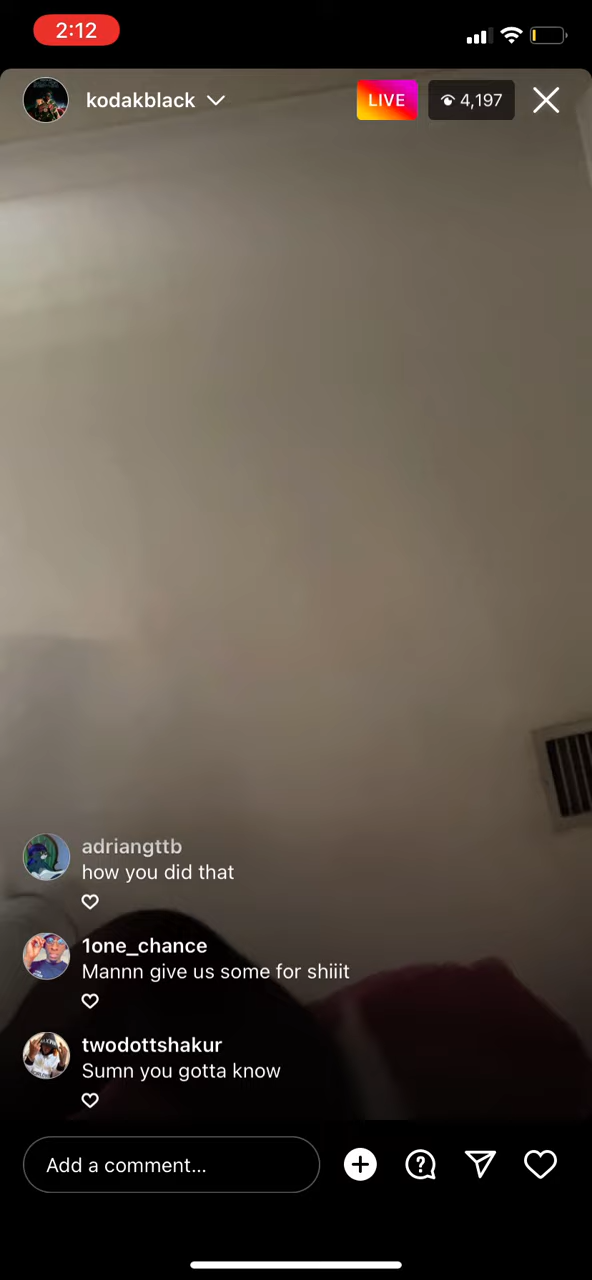 2:12
kodakblack
LIVE
4,197
adriangttb
how you did that
1one_chance
Mannn give us some for shiiit
twodottshakur
Sumn you gotta know
Add a comment...